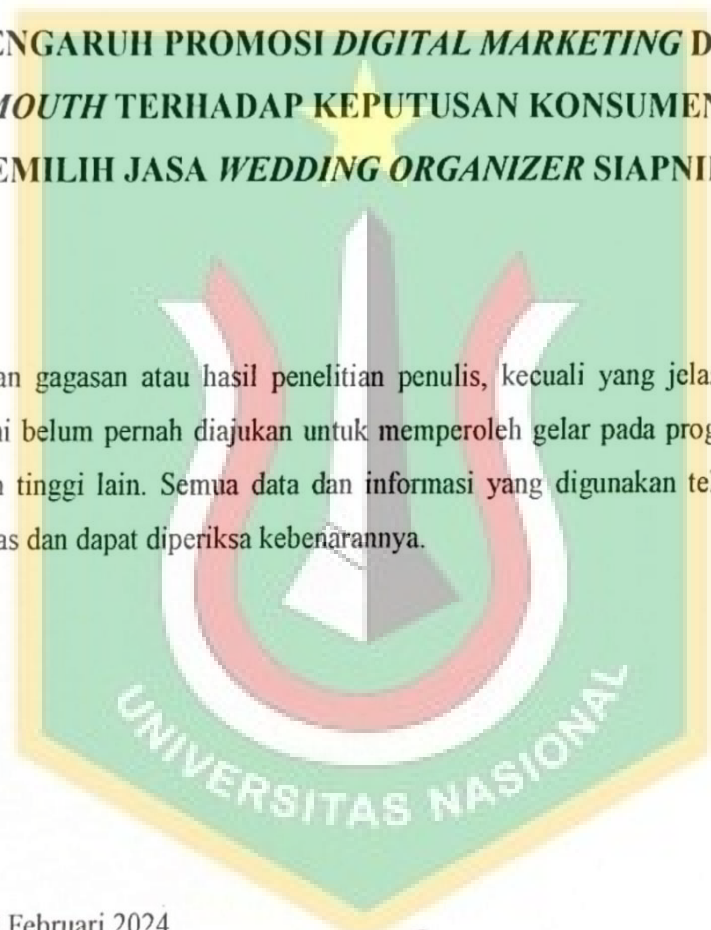 ENGARUH PROMOSI DIGITAL MARKETING D
MOUTH TERHADAP KEPUTUSAN KONSUMEN
EMILIH JASA WEDDING ORGANIZER SIAPNI
an gagasan atau hasil penelitian penulis, kecuali yang jela
ni belum pernah diajukan untuk memperoleh gelar pada prog
n tinggi lain. Semua data dan informasi yang digunakan te
as dan dapat diperiksa kebenarannya.
UNIVERSITAS NASIONAL
Februari 2024